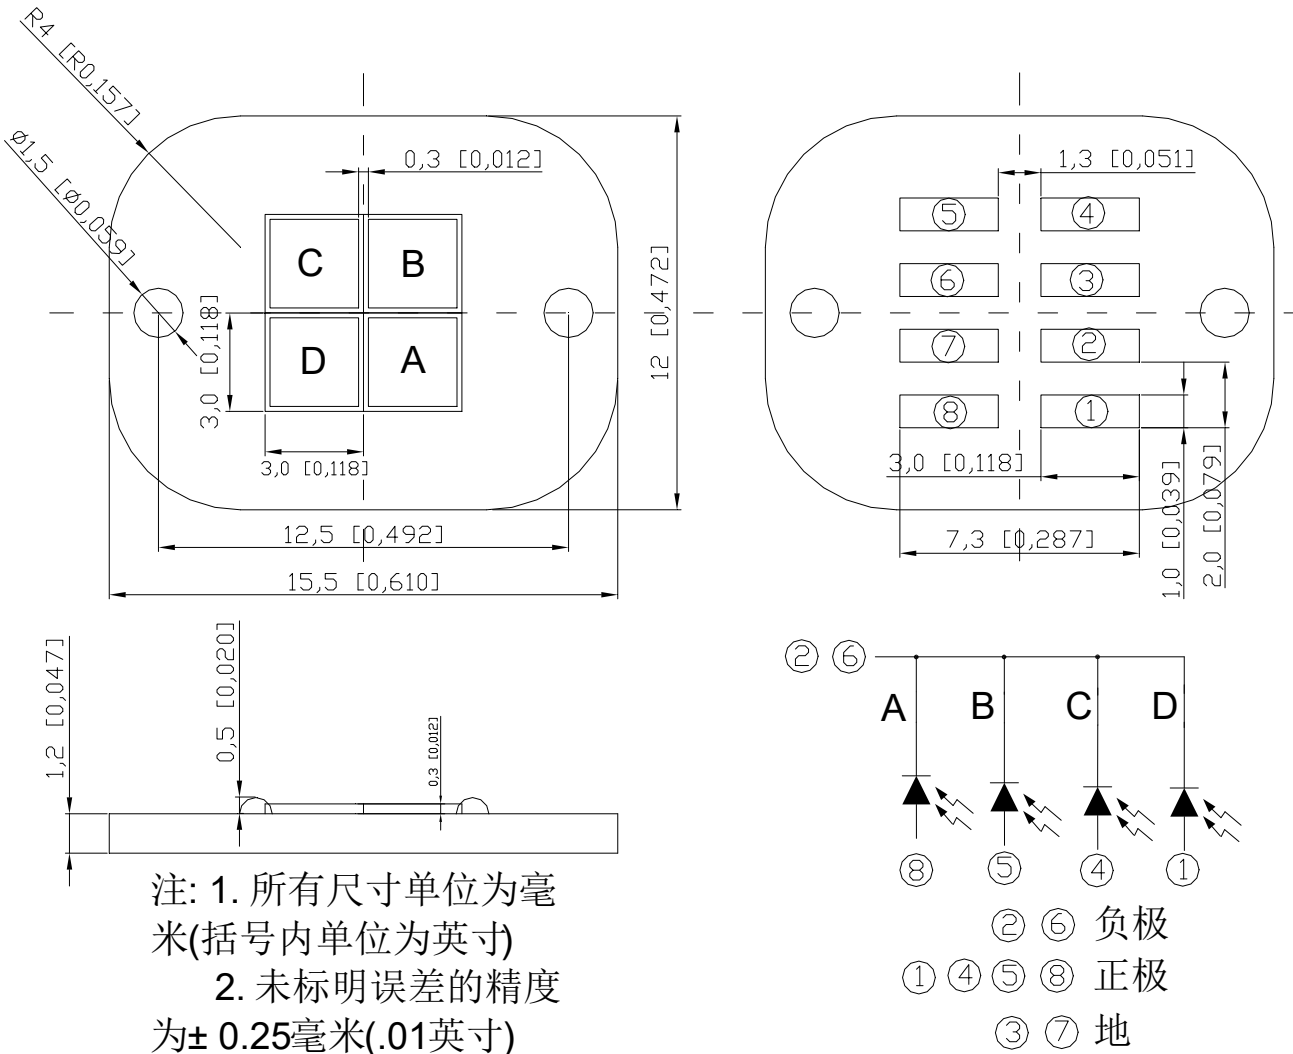 R4 [R0,157]
Ø1,5 [Ø0,059]
0,3 [0,012]
C B
D A
3,0 [0,118]
3,0 [0,118]
12 [0,472]
12,5 [0,492]
15,5 [0,610]
1,3 [0,051]
⑤ ④
⑥ ③
⑦ ②
⑧ ①
3,0 [0,118]
7,3 [0,287]
1,0 [0,039]
2,0 [0,079]
1,2 [0,047]
0,5 [0,020]
0,3 [0,012]
② ⑥
A B C D
⑧ ⑤ ④ ①
② ⑥ 负极
① ④ ⑤ ⑧ 正极
③ ⑦ 地
注: 1. 所有尺寸单位为毫
米(括号内单位为英寸)
2. 未标明误差的精度
为± 0.25毫米(.01英寸)